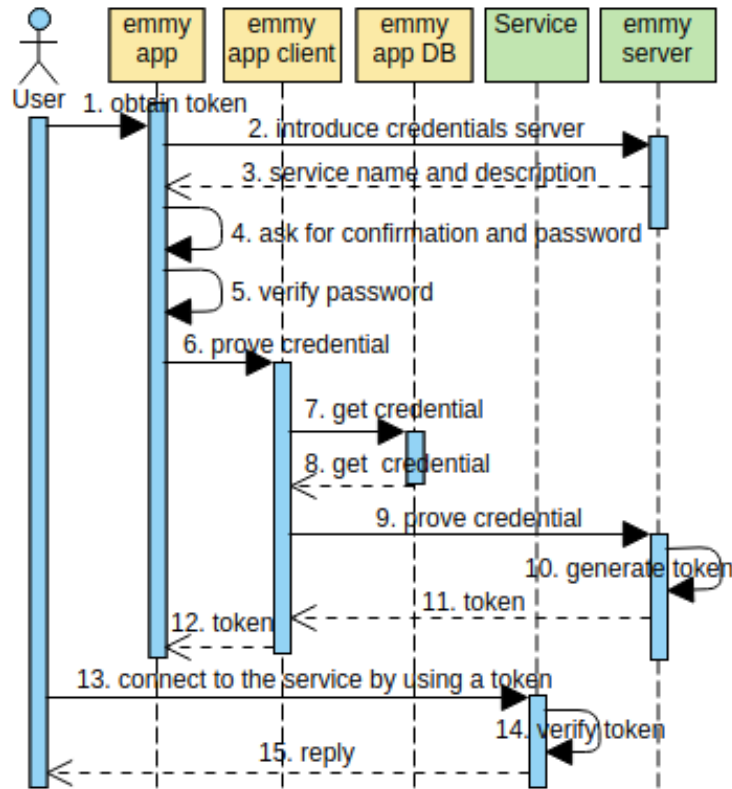 emmy
app
emmy
app client
emmy
app DB
Service
emmy
server
User
1. obtain token
2. introduce credentials server
3. service name and description
4. ask for confirmation and password
5. verify password
6. prove credential
7. get credential
8. get  credential
9. prove credential
10. generate token
11. token
12. token
13. connect to the service by using a token
14. verify token
15. reply